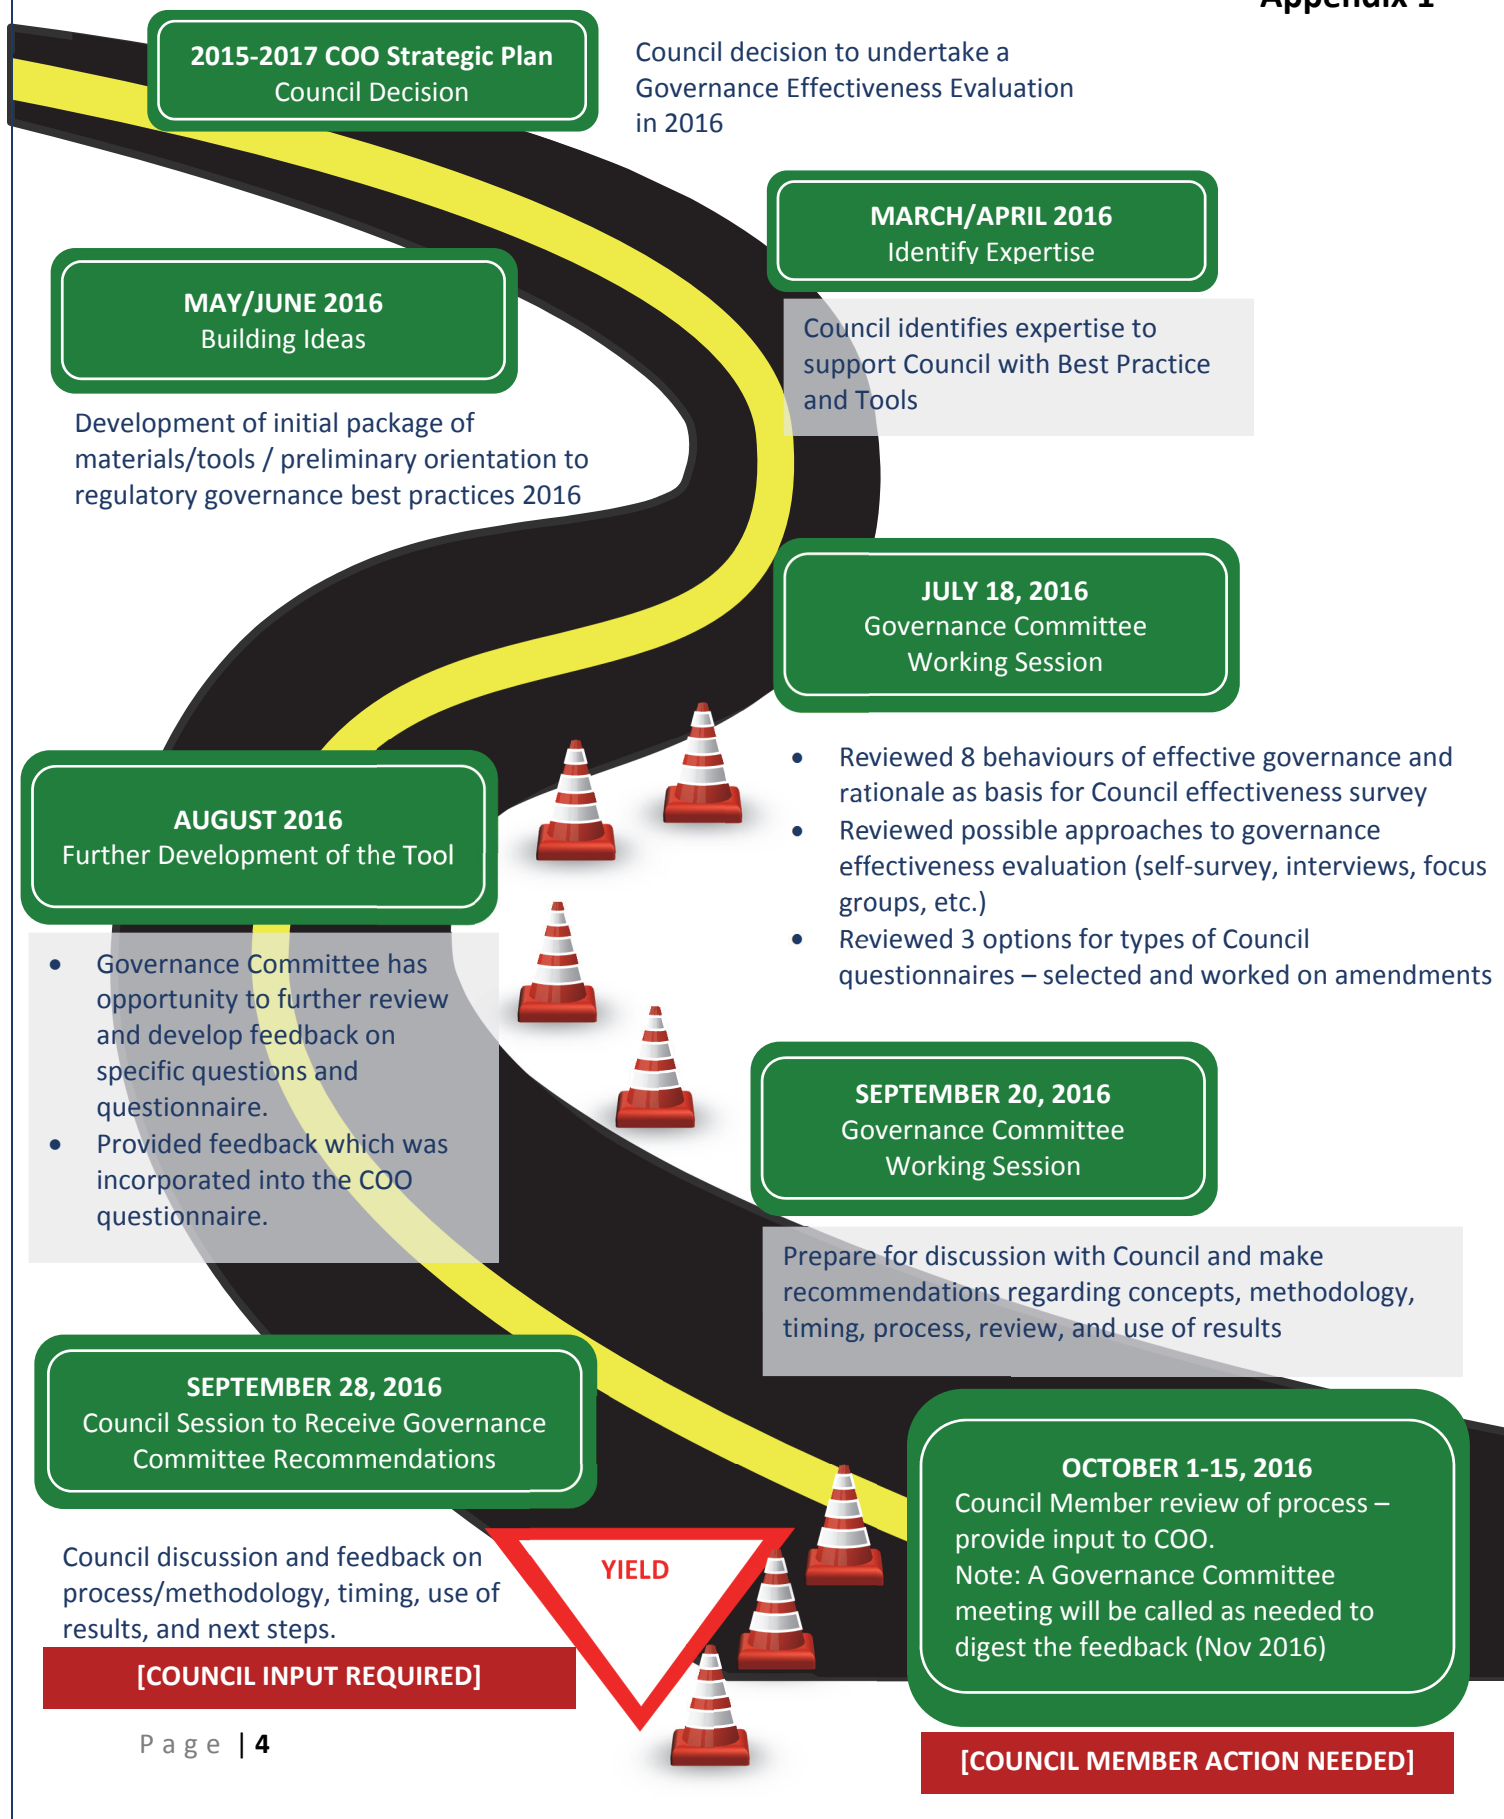 Appendix 1
2015-2017 COO Strategic Plan
Council Decision
Council decision to undertake a
Governance Effectiveness Evaluation
in 2016
MARCH/APRIL 2016
Identify Expertise
Council identifies expertise to
support Council with Best Practice
and Tools
MAY/JUNE 2016
Building Ideas
Development of initial package of
materials/tools / preliminary orientation to
regulatory governance best practices 2016
JULY 18, 2016
Governance Committee
Working Session
• Reviewed 8 behaviours of effective governance and
rationale as basis for Council effectiveness survey
• Reviewed possible approaches to governance
effectiveness evaluation (self-survey, interviews, focus
groups, etc.)
• Reviewed 3 options for types of Council
questionnaires – selected and worked on amendments
AUGUST 2016
Further Development of the Tool
• Governance Committee has
opportunity to further review
and develop feedback on
specific questions and
questionnaire.
• Provided feedback which was
incorporated into the COO
questionnaire.
SEPTEMBER 20, 2016
Governance Committee
Working Session
Prepare for discussion with Council and make
recommendations regarding concepts, methodology,
timing, process, review, and use of results
SEPTEMBER 28, 2016
Council Session to Receive Governance
Committee Recommendations
Council discussion and feedback on
process/methodology, timing, use of
results, and next steps.
[COUNCIL INPUT REQUIRED]
YIELD
OCTOBER 1-15, 2016
Council Member review of process –
provide input to COO.
Note: A Governance Committee
meeting will be called as needed to
digest the feedback (Nov 2016)
[COUNCIL MEMBER ACTION NEEDED]
Page | 4